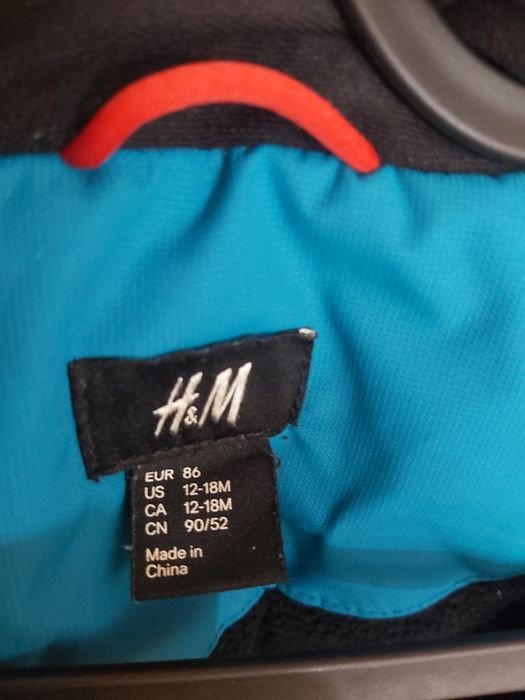 H&M
EUR 86
US 12-18M
CA 12-18M
CN 90/52
Made in
China